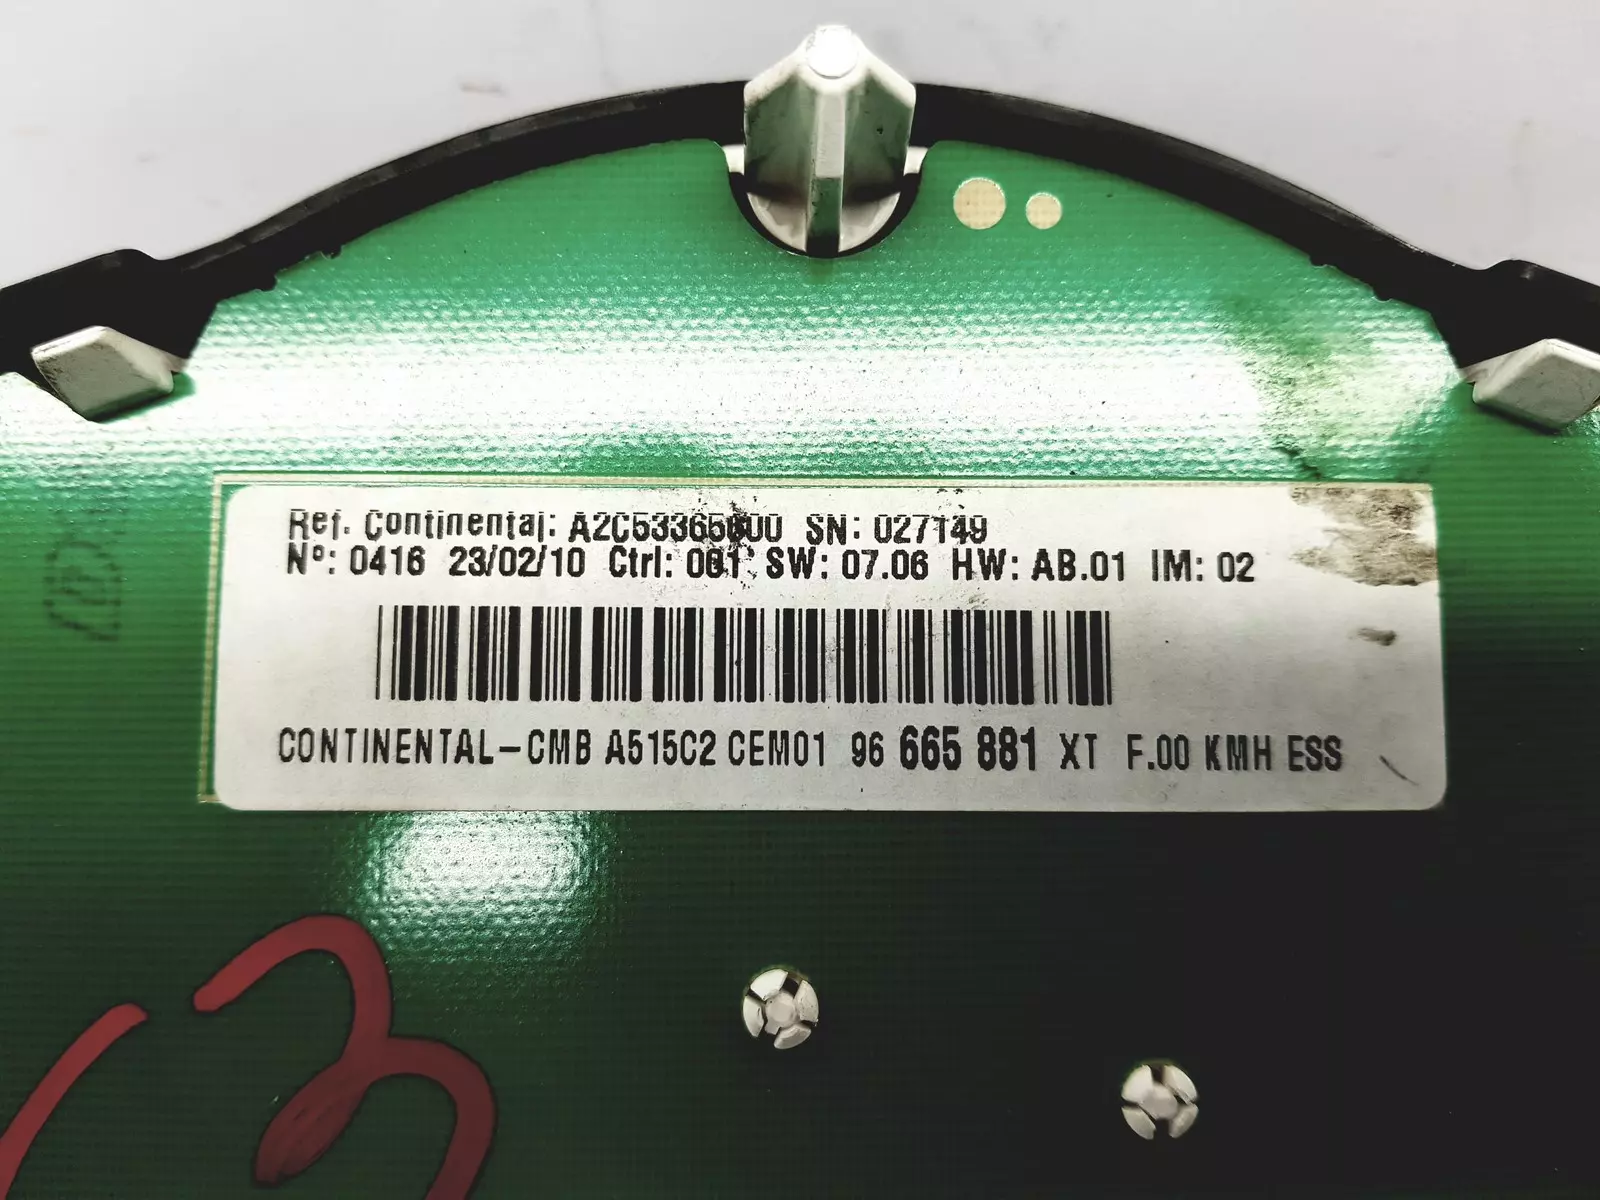 Ref. Continental: A2C53365600 SN: 027149
Nº: 0416 23/02/10 Ctrl: 001 SW: 07.06 HW: AB.01 IM: 02
CONTINENTAL-CMB A515C2 CEM01 96 665 881 XT F.00 KMH ESS